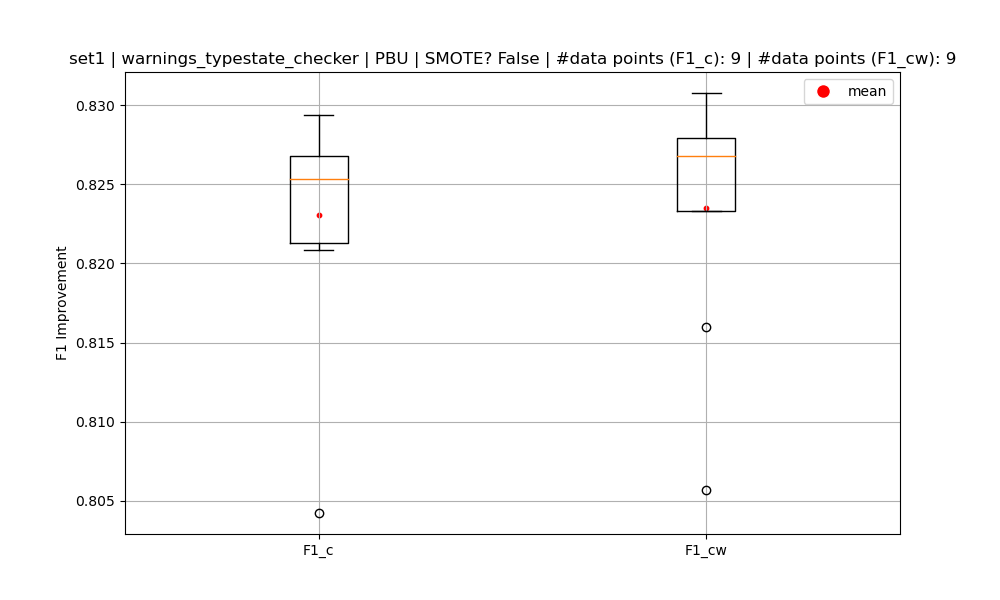 set1 | warnings_typestate_checker | PBU | SMOTE? False | #data points (F1_c): 9 | #data points (F1_cw): 9
mean
0.830
0.825
0.820
0.815
0.810
0.805
F1 Improvement
F1_c
F1_cw